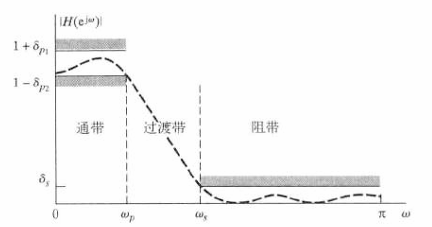 |H(e^{jω})|
1 + δ_{p₁}
1 − δ_{p₂}
通带 过渡带 阻带
δ_s
0 ω_p ω_s π ω